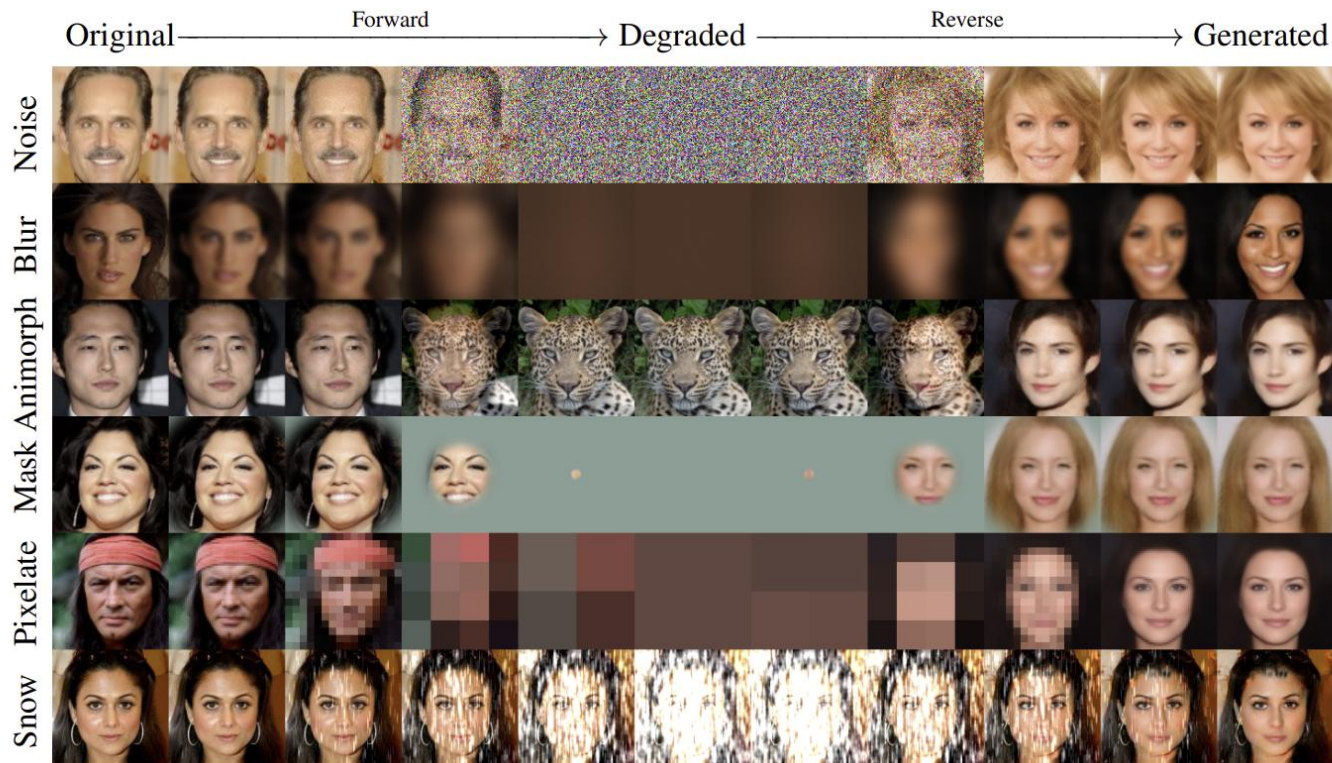 Original Forward Degraded Reverse Generated
Noise
Blur
Animorph
Mask
Pixelate
Snow